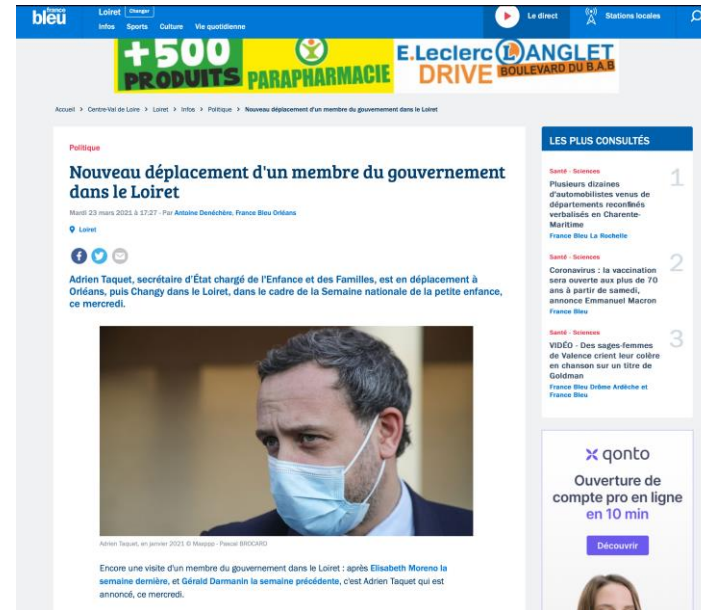 france
bleu
Loiret Changer
Infos Sports Culture Vie quotidienne
Le direct
Stations locales
+500
PRODUITS PARAPHARMACIE
E.Leclerc L ANGLET
DRIVE BOULEVARD DU B.A.B
Accueil > Centre-Val de Loire > Loiret > Infos > Politique > Nouveau déplacement d'un membre du gouvernement dans le Loiret
Politique
Nouveau déplacement d'un membre du gouvernement
dans le Loiret
Mardi 23 mars 2021 à 17:27 - Par Antoine Denéchère, France Bleu Orléans
Loiret
Adrien Taquet, secrétaire d'État chargé de l'Enfance et des Familles, est en déplacement à
Orléans, puis Changy dans le Loiret, dans le cadre de la Semaine nationale de la petite enfance,
ce mercredi.
Adrien Taquet, en janvier 2021 © Maxppp - Pascal BROCARD
Encore une visite d'un membre du gouvernement dans le Loiret : après Elisabeth Moreno la
semaine dernière, et Gérald Darmanin la semaine précédente, c'est Adrien Taquet qui est
annoncé, ce mercredi.
LES PLUS CONSULTÉS
Santé - Sciences
1
Plusieurs dizaines
d'automobilistes venus de
départements reconfinés
verbalisés en Charente-
Maritime
France Bleu La Rochelle
Santé - Sciences
2
Coronavirus : la vaccination
sera ouverte aux plus de 70
ans à partir de samedi,
annonce Emmanuel Macron
France Bleu
Santé - Sciences
3
VIDÉO - Des sages-femmes
de Valence crient leur colère
en chanson sur un titre de
Goldman
France Bleu Drôme Ardèche et
France Bleu
qonto
Ouverture de
compte pro en ligne
en 10 min
Découvrir